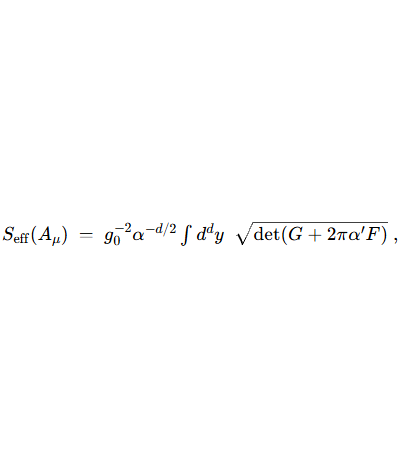 S_eff(A_μ) = g_0^{-2} α^{-d/2} ∫ d^d y √det(G + 2πα′F) ,